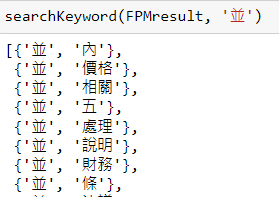 searchKeyword(FPMresult, '並')
[{'並', '內'},
{'並', '價格'},
{'並', '相關'},
{'並', '五'},
{'並', '處理'},
{'並', '說明'},
{'並', '財務'},
{'並', '條'},